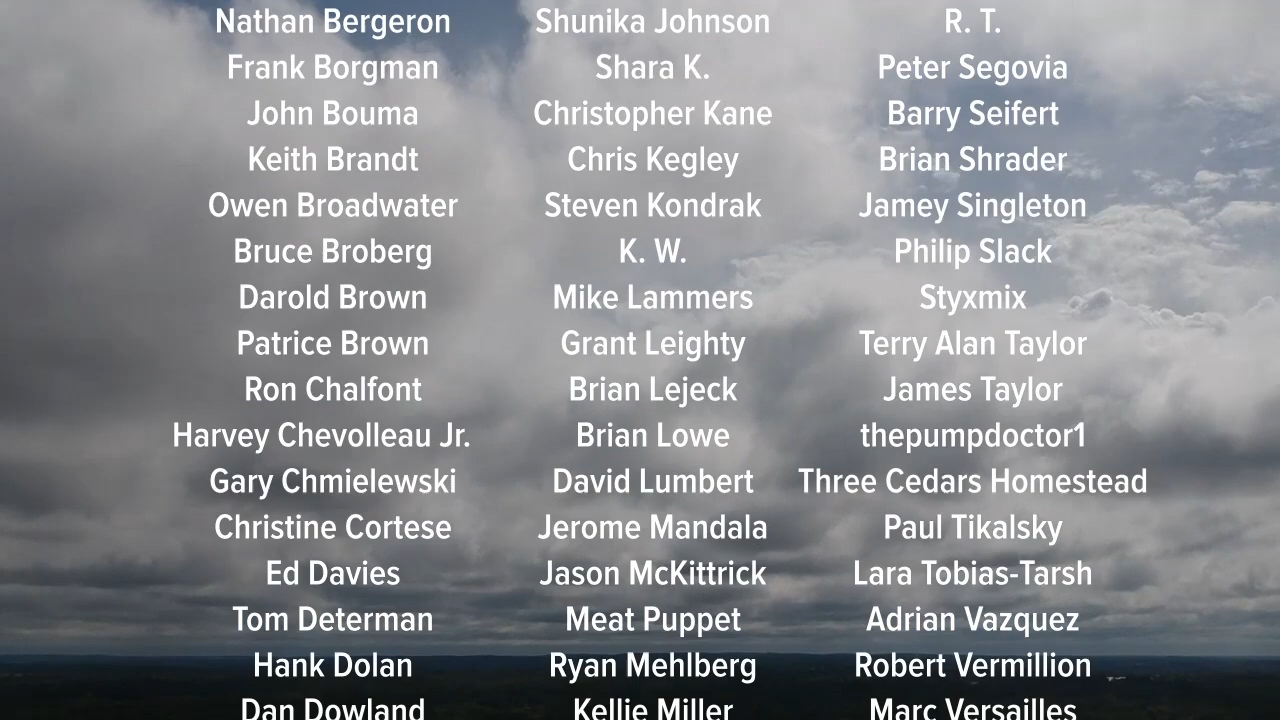 Nathan Bergeron
Frank Borgman
John Bouma
Keith Brandt
Owen Broadwater
Bruce Broberg
Darold Brown
Patrice Brown
Ron Chalfont
Harvey Chevolleau Jr.
Gary Chmielewski
Christine Cortese
Ed Davies
Tom Determan
Hank Dolan
Dan Dowland
Shunika Johnson
Shara K.
Christopher Kane
Chris Kegley
Steven Kondrak
K. W.
Mike Lammers
Grant Leighty
Brian Lejeck
Brian Lowe
David Lumbert
Jerome Mandala
Jason McKittrick
Meat Puppet
Ryan Mehlberg
Kellie Miller
R. T.
Peter Segovia
Barry Seifert
Brian Shrader
Jamey Singleton
Philip Slack
Styxmix
Terry Alan Taylor
James Taylor
thepumpdoctor1
Three Cedars Homestead
Paul Tikalsky
Lara Tobias-Tarsh
Adrian Vazquez
Robert Vermillion
Marc Versailles